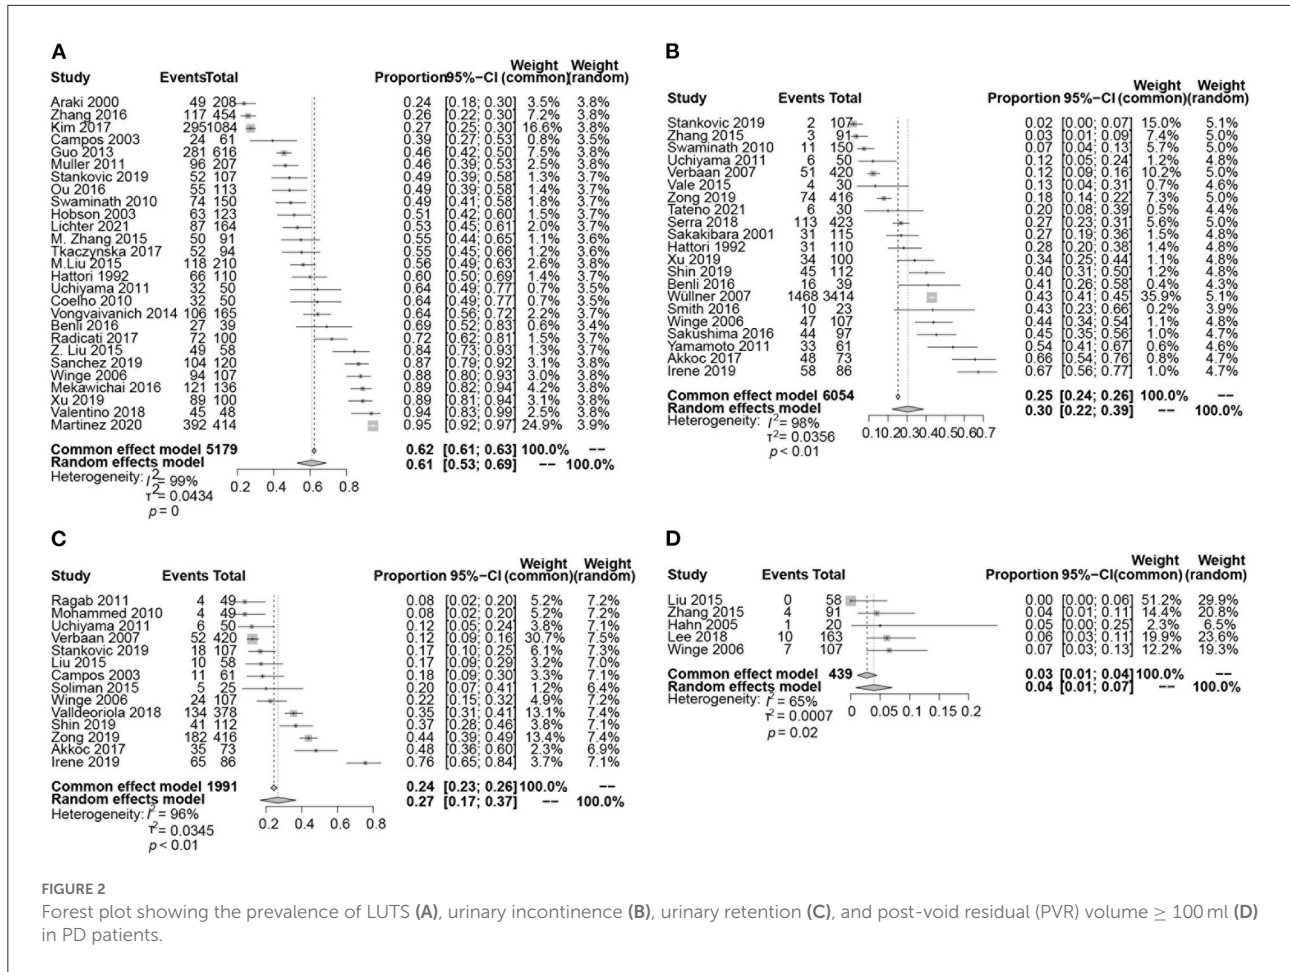 A
Study Events Total Proportion 95%-CI Weight (common) Weight (random)
Araki 2000 49 208 0.24 [0.18; 0.30] 3.5% 3.8%
Zhang 2016 117 454 0.26 [0.22; 0.30] 7.2% 3.8%
Kim 2017 295 1084 0.27 [0.25; 0.30] 16.6% 3.8%
Campos 2003 24 61 0.39 [0.27; 0.53] 0.8% 3.6%
Guo 2013 281 616 0.46 [0.42; 0.50] 7.5% 3.8%
Muller 2011 96 207 0.46 [0.39; 0.53] 2.5% 3.8%
Stankovic 2019 52 107 0.49 [0.39; 0.58] 1.3% 3.7%
Ou 2016 55 113 0.49 [0.39; 0.58] 1.4% 3.7%
Swaminath 2010 74 150 0.49 [0.41; 0.58] 1.8% 3.7%
Hobson 2003 63 123 0.51 [0.42; 0.60] 1.5% 3.7%
Lichter 2021 87 164 0.53 [0.45; 0.61] 2.0% 3.7%
M. Zhang 2015 50 91 0.55 [0.44; 0.65] 1.1% 3.7%
Tkaczynska 2017 52 94 0.55 [0.45; 0.66] 1.2% 3.7%
M.Liu 2015 118 210 0.56 [0.49; 0.63] 2.6% 3.8%
Hattori 1992 66 110 0.60 [0.50; 0.69] 1.4% 3.7%
Uchiyama 2011 32 50 0.64 [0.49; 0.77] 0.7% 3.6%
Coelho 2010 32 50 0.64 [0.49; 0.77] 0.7% 3.6%
Vongvaivanich 2014 106 165 0.64 [0.56; 0.72] 2.2% 3.7%
Benli 2016 27 39 0.69 [0.52; 0.83] 0.6% 3.6%
Radicati 2017 72 100 0.72 [0.62; 0.81] 1.5% 3.7%
Z. Liu 2015 49 58 0.84 [0.73; 0.93] 1.3% 3.7%
Sanchez 2019 104 120 0.87 [0.79; 0.92] 3.2% 3.8%
Winge 2006 94 107 0.88 [0.80; 0.93] 3.0% 3.8%
Mekawichai 2016 121 136 0.89 [0.82; 0.94] 4.2% 3.8%
Xu 2019 89 100 0.89 [0.81; 0.94] 3.1% 3.8%
Valentino 2018 45 48 0.94 [0.83; 0.99] 2.5% 3.8%
Martinez 2020 392 414 0.95 [0.92; 0.97] 24.9% 3.9%
Common effect model 5179 0.62 [0.61; 0.63] 100.0% --
Random effects model 0.61 [0.53; 0.69] -- 100.0%
Heterogeneity: I² = 99%
τ² = 0.0434
p = 0
0.2 0.4 0.6 0.8
B
Study Events Total Proportion 95%-CI Weight (common) Weight (random)
Stankovic 2019 2 107 0.02 [0.00; 0.07] 15.0% 5.1%
Zhang 2015 3 91 0.03 [0.01; 0.09] 7.4% 5.0%
Swaminath 2010 11 150 0.07 [0.04; 0.13] 5.7% 5.0%
Uchiyama 2011 6 50 0.12 [0.05; 0.24] 1.2% 4.8%
Verbaan 2007 51 420 0.12 [0.09; 0.16] 10.2% 5.0%
Vale 2015 4 30 0.13 [0.04; 0.31] 0.7% 4.6%
Zong 2019 74 416 0.18 [0.14; 0.22] 7.3% 5.0%
Tateno 2021 6 30 0.20 [0.08; 0.39] 0.5% 4.4%
Serra 2018 113 423 0.27 [0.23; 0.31] 5.6% 5.0%
Sakakibara 2001 31 115 0.27 [0.19; 0.36] 1.5% 4.8%
Hattori 1992 31 110 0.28 [0.20; 0.38] 1.4% 4.8%
Xu 2019 34 100 0.34 [0.25; 0.44] 1.2% 4.8%
Shin 2019 45 112 0.40 [0.31; 0.50] 1.2% 4.8%
Benli 2016 16 39 0.41 [0.26; 0.58] 0.4% 4.3%
Wüllner 2007 1468 3414 0.43 [0.41; 0.45] 35.9% 5.1%
Smith 2016 10 23 0.43 [0.23; 0.66] 0.2% 3.9%
Winge 2006 47 107 0.44 [0.34; 0.54] 1.1% 4.8%
Sakushima 2016 44 97 0.45 [0.35; 0.56] 1.0% 4.7%
Yamamoto 2011 33 61 0.54 [0.41; 0.67] 0.6% 4.6%
Akkoc 2017 48 73 0.66 [0.54; 0.76] 0.8% 4.7%
Irene 2019 58 86 0.67 [0.56; 0.77] 1.0% 4.8%
Common effect model 6054 0.25 [0.24; 0.26] 100.0% --
Random effects model 0.30 [0.22; 0.39] -- 100.0%
Heterogeneity: I² = 98%
τ² = 0.0356
p < 0.01
0.1 0.2 0.3 0.4 0.5 0.6 0.7
C
Study Events Total Proportion 95%-CI Weight (common) Weight (random)
Ragab 2011 4 49 0.08 [0.02; 0.20] 5.2% 7.2%
Mohammed 2010 4 49 0.08 [0.02; 0.20] 5.2% 7.2%
Uchiyama 2011 6 50 0.12 [0.05; 0.24] 3.8% 7.1%
Verbaan 2007 52 420 0.12 [0.09; 0.16] 30.7% 7.5%
Stankovic 2019 18 107 0.17 [0.10; 0.25] 6.1% 7.3%
Liu 2015 10 58 0.17 [0.09; 0.29] 3.2% 7.0%
Campos 2003 11 61 0.18 [0.09; 0.30] 3.3% 7.1%
Soliman 2015 5 25 0.20 [0.07; 0.41] 1.2% 6.4%
Winge 2006 24 107 0.22 [0.15; 0.32] 4.9% 7.2%
Valldeoriola 2018 134 378 0.35 [0.31; 0.41] 13.1% 7.4%
Shin 2019 41 112 0.37 [0.28; 0.46] 3.8% 7.1%
Zong 2019 182 416 0.44 [0.39; 0.49] 13.4% 7.4%
Akkoc 2017 35 73 0.48 [0.36; 0.60] 2.3% 6.9%
Irene 2019 65 86 0.76 [0.65; 0.84] 3.7% 7.1%
Common effect model 1991 0.24 [0.23; 0.26] 100.0% --
Random effects model 0.27 [0.17; 0.37] -- 100.0%
Heterogeneity: I² = 96%
τ² = 0.0345
p < 0.01
0.2 0.4 0.6 0.8
D
Study Events Total Proportion 95%-CI Weight (common) Weight (random)
Liu 2015 0 58 0.00 [0.00; 0.06] 51.2% 29.9%
Zhang 2015 4 91 0.04 [0.01; 0.11] 14.4% 20.8%
Hahn 2005 1 20 0.05 [0.00; 0.25] 2.3% 6.5%
Lee 2018 10 163 0.06 [0.03; 0.11] 19.9% 23.6%
Winge 2006 7 107 0.07 [0.03; 0.13] 12.2% 19.3%
Common effect model 439 0.03 [0.01; 0.04] 100.0% --
Random effects model 0.04 [0.01; 0.07] -- 100.0%
Heterogeneity: I² = 65%
τ² = 0.0007
p = 0.02
0 0.05 0.1 0.15 0.2
FIGURE 2
Forest plot showing the prevalence of LUTS (A), urinary incontinence (B), urinary retention (C), and post-void residual (PVR) volume ≥ 100 ml (D)
in PD patients.